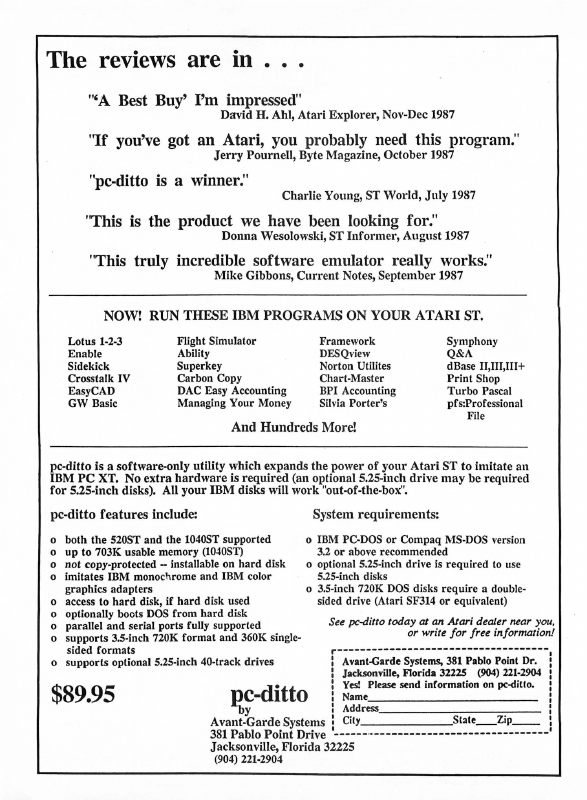 The reviews are in . . .
"'A Best Buy' I'm impressed"
David H. Ahl, Atari Explorer, Nov-Dec 1987
"If you've got an Atari, you probably need this program."
Jerry Pournell, Byte Magazine, October 1987
"pc-ditto is a winner."
Charlie Young, ST World, July 1987
"This is the product we have been looking for."
Donna Wesolowski, ST Informer, August 1987
"This truly incredible software emulator really works."
Mike Gibbons, Current Notes, September 1987
NOW! RUN THESE IBM PROGRAMS ON YOUR ATARI ST.
Lotus 1-2-3
Enable
Sidekick
Crosstalk IV
EasyCAD
GW Basic
Flight Simulator
Ability
Superkey
Carbon Copy
DAC Easy Accounting
Managing Your Money
Framework
DESQview
Norton Utilites
Chart-Master
BPI Accounting
Silvia Porter's
Symphony
Q&A
dBase II,III,III+
Print Shop
Turbo Pascal
pfs:Professional
File
And Hundreds More!
pc-ditto is a software-only utility which expands the power of your Atari ST to imitate an
IBM PC XT. No extra hardware is required (an optional 5.25-inch drive may be required
for 5.25-inch disks). All your IBM disks will work "out-of-the-box".
pc-ditto features include:
o both the 520ST and the 1040ST supported
o up to 703K usable memory (1040ST)
o not copy-protected -- installable on hard disk
o imitates IBM monochrome and IBM color
graphics adapters
o access to hard disk, if hard disk used
o optionally boots DOS from hard disk
o parallel and serial ports fully supported
o supports 3.5-inch 720K format and 360K single-
sided formats
o supports optional 5.25-inch 40-track drives
System requirements:
o IBM PC-DOS or Compaq MS-DOS version
3.2 or above recommended
o optional 5.25-inch drive is required to use
5.25-inch disks
o 3.5-inch 720K DOS disks require a double-
sided drive (Atari SF314 or equivalent)
See pc-ditto today at an Atari dealer near you,
or write for free information!
Avant-Garde Systems, 381 Pablo Point Dr.
Jacksonville, Florida 32225 (904) 221-2904
Yes! Please send information on pc-ditto.
Name
Address
City State Zip
$89.95
pc-ditto
by
Avant-Garde Systems
381 Pablo Point Drive
Jacksonville, Florida 32225
(904) 221-2904